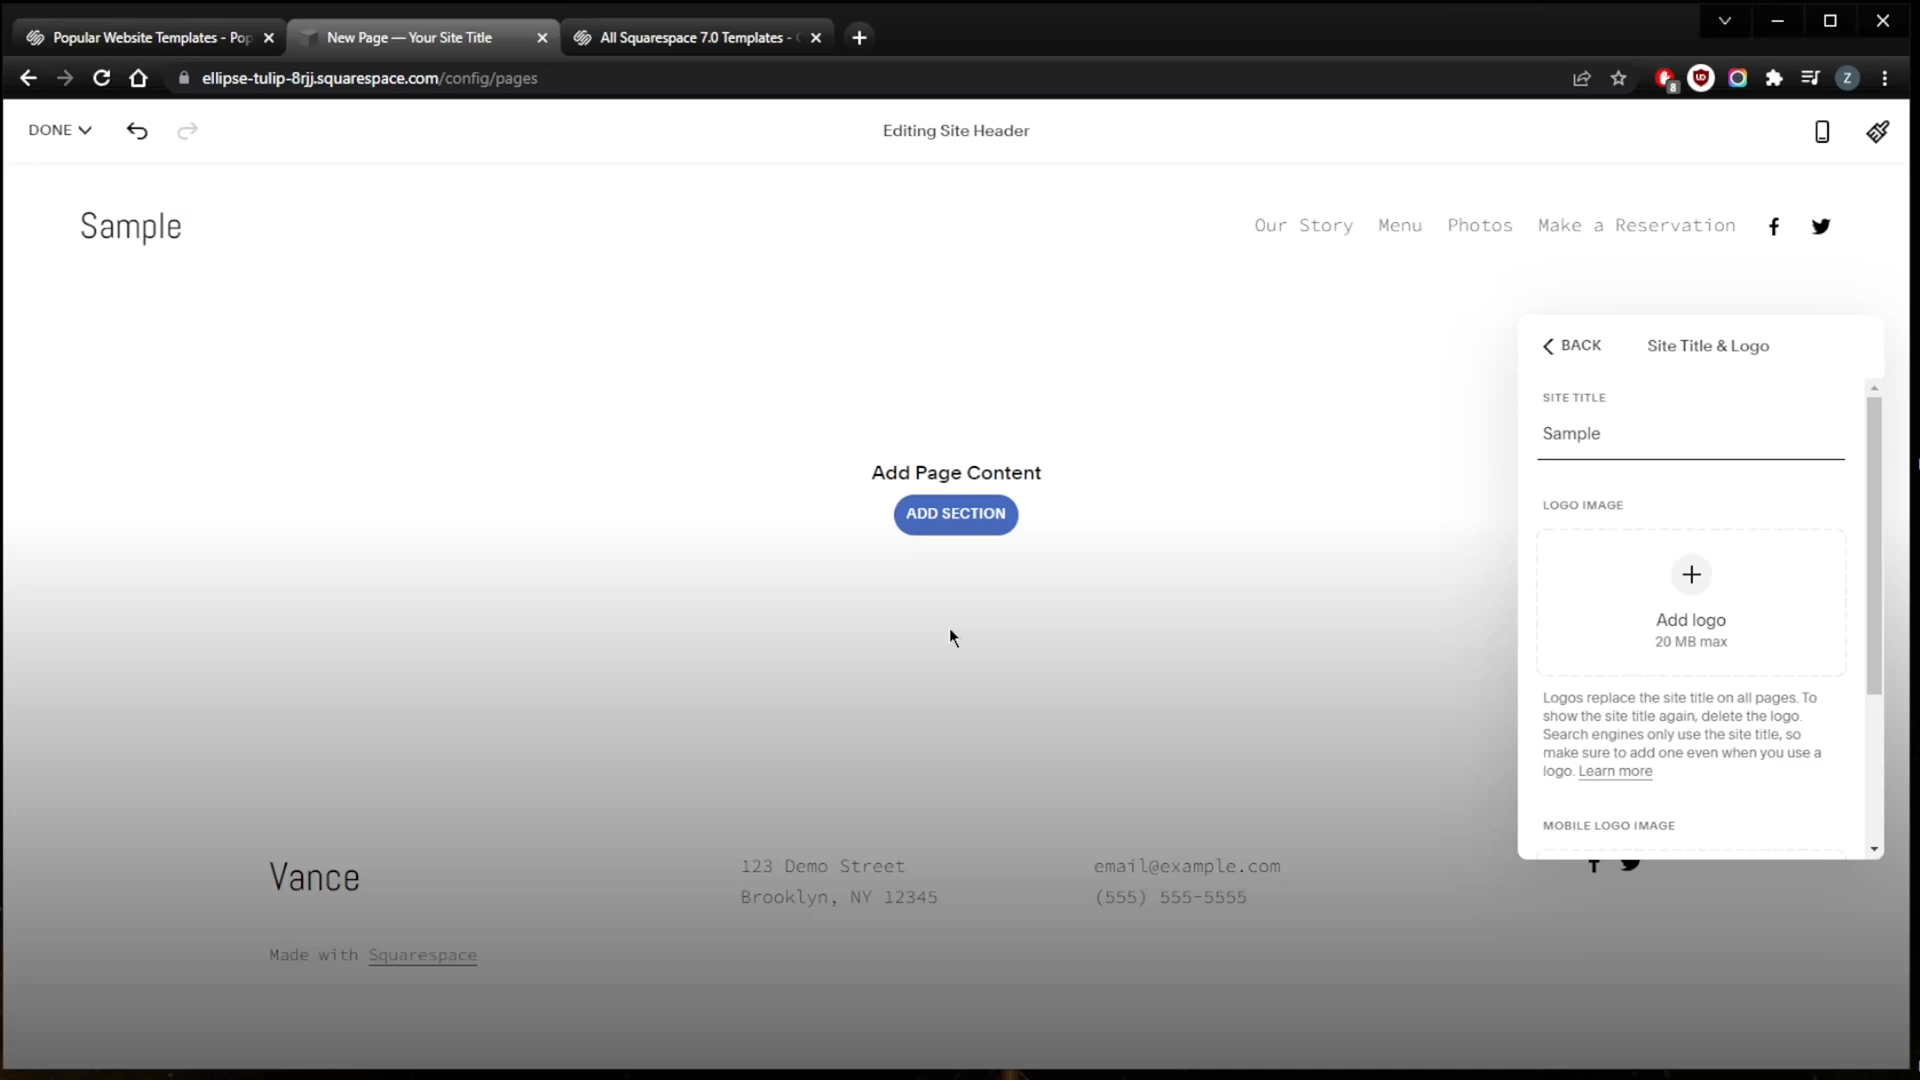 Popular Website Templates - Pop
New Page — Your Site Title
All Squarespace 7.0 Templates -
ellipse-tulip-8rjj.squarespace.com/config/pages
8
Z
DONE
Editing Site Header
Sample
Our Story Menu Photos Make a Reservation
BACK
Site Title & Logo
SITE TITLE
Sample
LOGO IMAGE
Add logo
20 MB max
Logos replace the site title on all pages. To
show the site title again, delete the logo.
Search engines only use the site title, so
make sure to add one even when you use a
logo. Learn more
MOBILE LOGO IMAGE
Add Page Content
ADD SECTION
Vance
123 Demo Street
Brooklyn, NY 12345
email@example.com
(555) 555-5555
Made with Squarespace